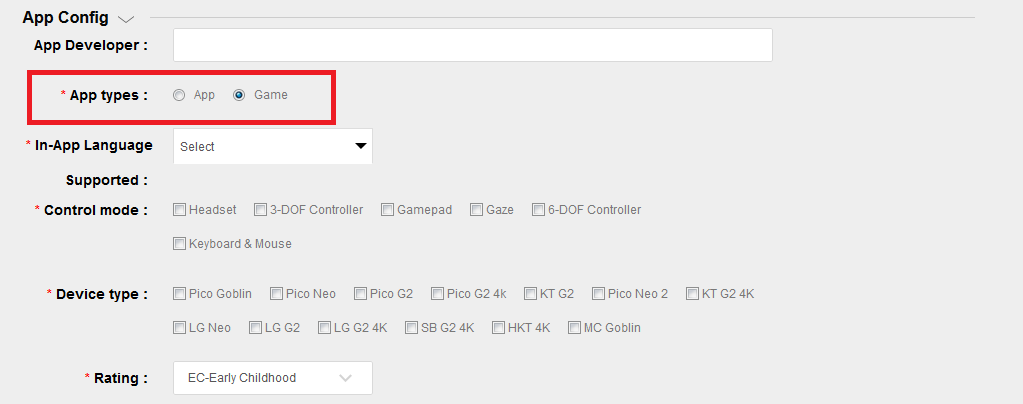 App Config
App Developer :
* App types : App Game
* In-App Language Select
Supported :
* Control mode : Headset 3-DOF Controller Gamepad Gaze 6-DOF Controller
Keyboard & Mouse
* Device type : Pico Goblin Pico Neo Pico G2 Pico G2 4k KT G2 Pico Neo 2 KT G2 4K
LG Neo LG G2 LG G2 4K SB G2 4K HKT 4K MC Goblin
* Rating : EC-Early Childhood